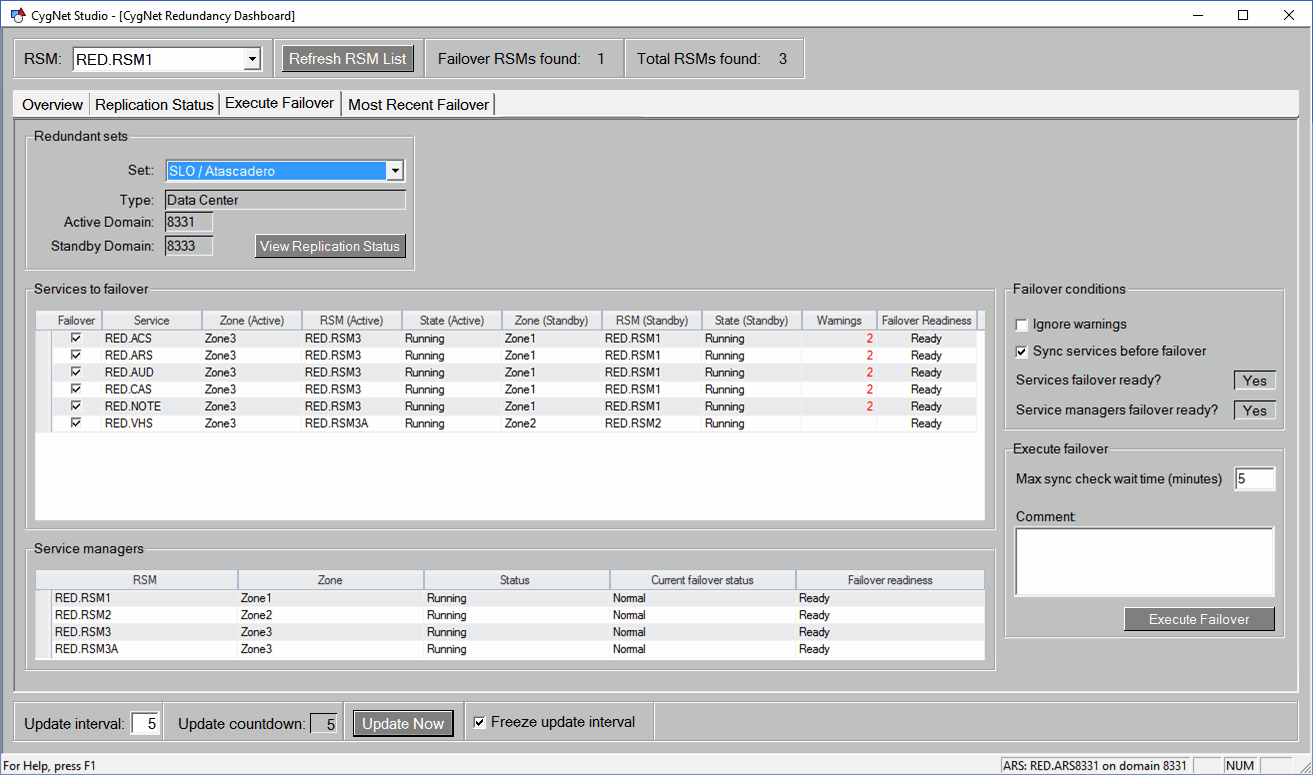 CygNet Studio - [CygNet Redundancy Dashboard]
RSM: RED.RSM1 Refresh RSM List Failover RSMs found: 1 Total RSMs found: 3
Overview Replication Status Execute Failover Most Recent Failover
Redundant sets
Set: SLO / Atascadero
Type: Data Center
Active Domain: 8331
Standby Domain: 8333 View Replication Status
Services to failover
Failover Service Zone (Active) RSM (Active) State (Active) Zone (Standby) RSM (Standby) State (Standby) Warnings Failover Readiness
RED.ACS Zone3 RED.RSM3 Running Zone1 RED.RSM1 Running 2 Ready
RED.ARS Zone3 RED.RSM3 Running Zone1 RED.RSM1 Running 2 Ready
RED.AUD Zone3 RED.RSM3 Running Zone1 RED.RSM1 Running 2 Ready
RED.CAS Zone3 RED.RSM3 Running Zone1 RED.RSM1 Running 2 Ready
RED.NOTE Zone3 RED.RSM3 Running Zone1 RED.RSM1 Running 2 Ready
RED.VHS Zone3 RED.RSM3A Running Zone2 RED.RSM2 Running Ready
Failover conditions
Ignore warnings
Sync services before failover
Services failover ready? Yes
Service managers failover ready? Yes
Execute failover
Max sync check wait time (minutes) 5
Comment:
Execute Failover
Service managers
RSM Zone Status Current failover status Failover readiness
RED.RSM1 Zone1 Running Normal Ready
RED.RSM2 Zone2 Running Normal Ready
RED.RSM3 Zone3 Running Normal Ready
RED.RSM3A Zone3 Running Normal Ready
Update interval: 5 Update countdown: 5 Update Now Freeze update interval
For Help, press F1 ARS: RED.ARS8331 on domain 8331 NUM